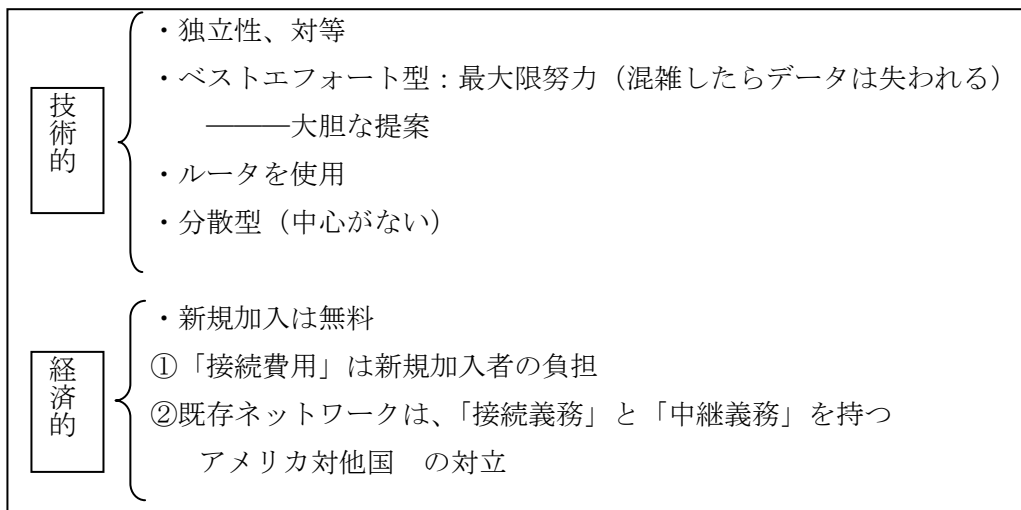 技術的
・独立性、対等
・ベストエフォート型：最大限努力（混雑したらデータは失われる）
―――大胆な提案
・ルータを使用
・分散型（中心がない）
経済的
・新規加入は無料
①「接続費用」は新規加入者の負担
②既存ネットワークは、「接続義務」と「中継義務」を持つ
アメリカ対他国　の対立